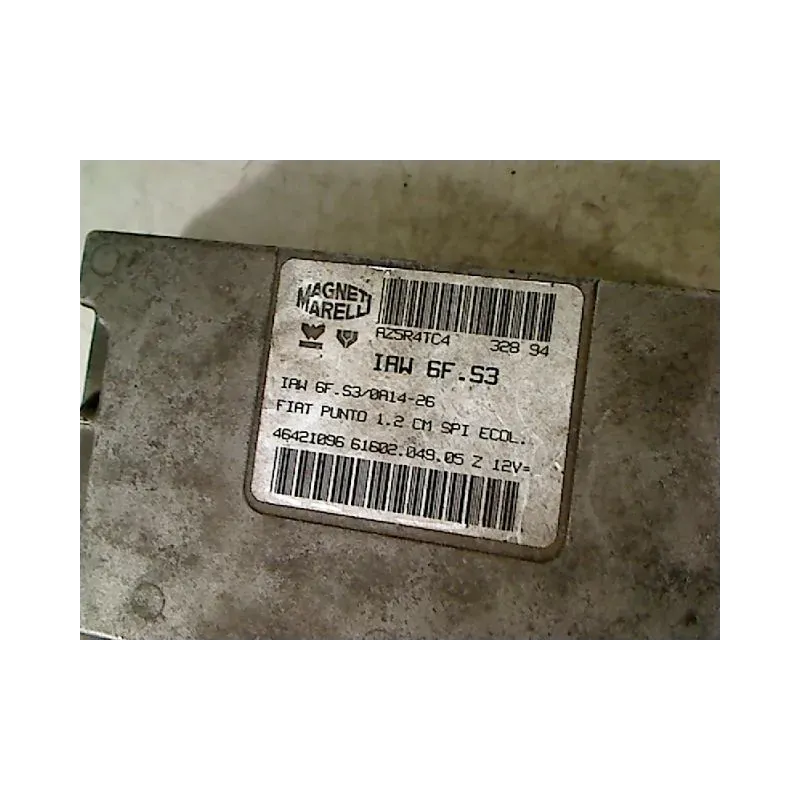 MAGNETI
MARELLI
AZ5R4TC4 328 94
IAW 6F.S3
IAW 6F.S3/0A14-26
FIAT PUNTO 1.2 CM SPI ECOL.
46421096 61602.049.05 Z 12V=